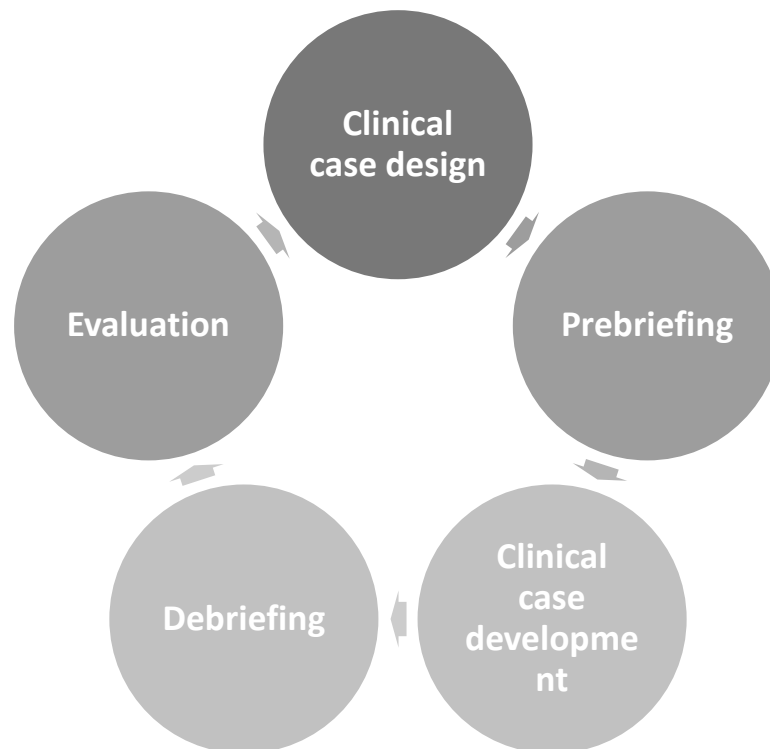 Clinical
case design
Prebriefing
Clinical
case
developme
nt
Debriefing
Evaluation